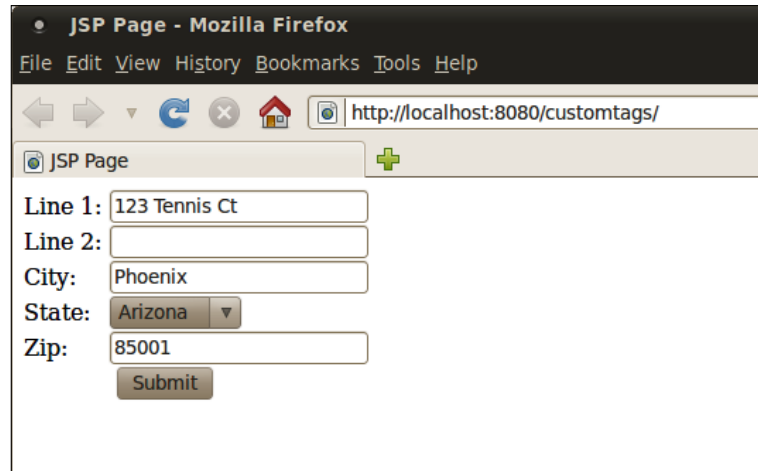 JSP Page - Mozilla Firefox
File Edit View History Bookmarks Tools Help
http://localhost:8080/customtags/
JSP Page
Line 1: 123 Tennis Ct
Line 2:
City: Phoenix
State: Arizona
Zip: 85001
Submit